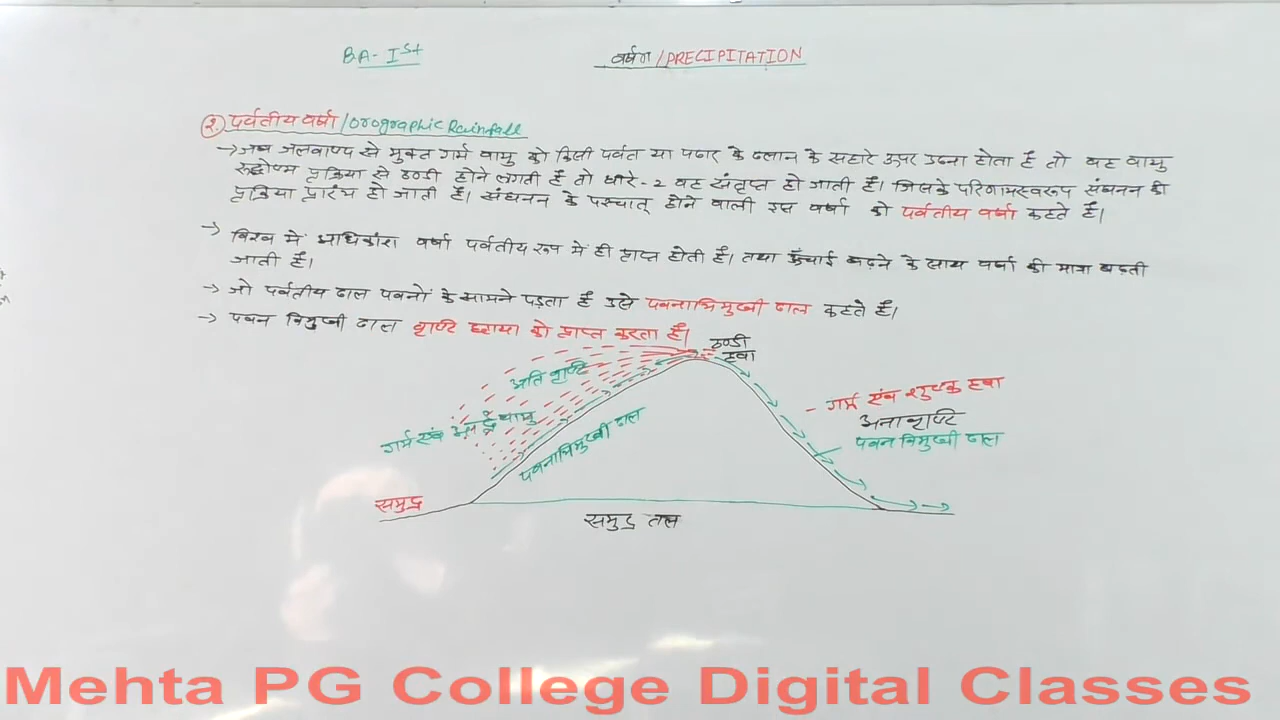 BA-Ist
वर्षण/PRECIPITATION
2. पर्वतीय वर्षा/Orographic Rainfall
→ जब जलवाष्प से मुक्त गर्म वायु को किसी पर्वत या पठार के ढलान के सहारे ऊपर उठना होता है तो वह वायु
रुद्धोष्म प्रक्रिया से ठण्डी होने लगती है तो धीरे-2 वह संतृप्त हो जाती है। जिसके परिणामस्वरूप संघनन की
प्रक्रिया प्रारंभ हो जाती है। संघनन के पश्चात् होने वाली इस वर्षा को पर्वतीय वर्षा कहते हैं।
→ विश्व में अधिकांश वर्षा पर्वतीय रूप में ही प्राप्त होती है। तथा ऊँचाई बढ़ने के साथ वर्षा की मात्रा बढ़ती
जाती है।
→ जो पर्वतीय ढाल पवनों के सामने पड़ता है उसे पवनाभिमुखी ढाल कहते हैं।
→ पवन विमुखी ढाल वृष्टि छाया को प्राप्त करता है।
ठण्डी
हवा
अति वृष्टि
गर्म एवं आर्द्र वायु
पवनाभिमुखी ढाल
- गर्म एवं शुष्क हवा
अनावृष्टि
पवन विमुखी ढाल
समुद्र
समुद्र तल
Mehta PG College Digital Classes